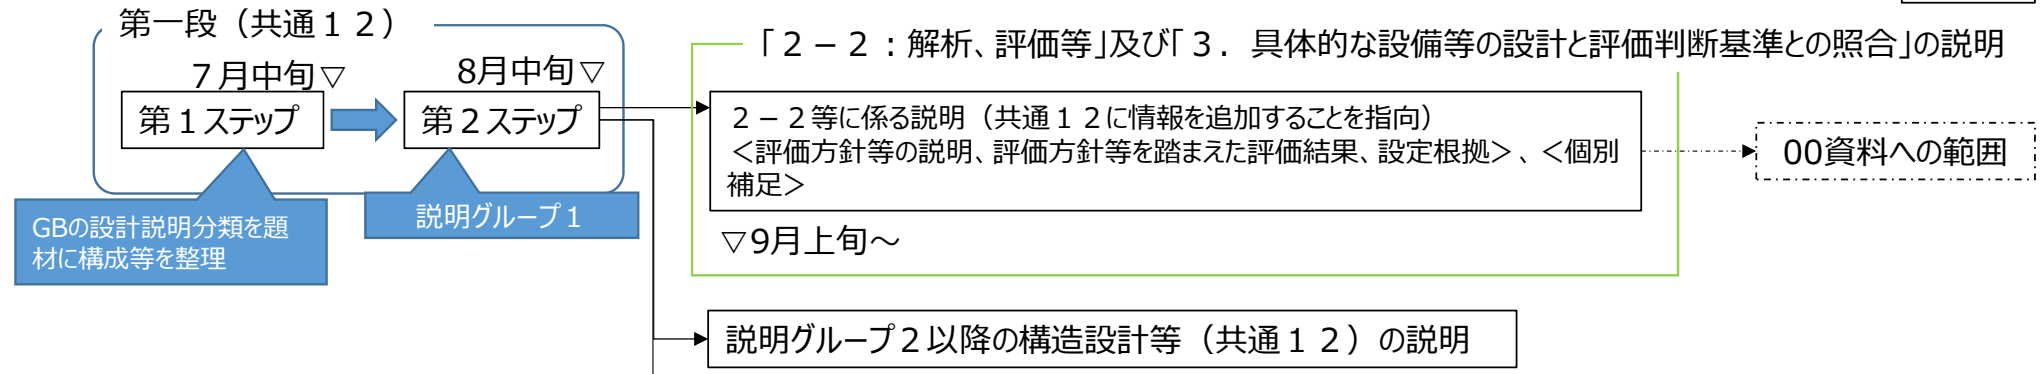 第一段（共通１２）
７月中旬▽
8月中旬▽
第１ステップ
第２ステップ
GBの設計説明分類を題
材に構成等を整理
説明グループ１
「２－２：解析、評価等」及び「３．具体的な設備等の設計と評価判断基準との照合」の説明
２－２等に係る説明（共通１２に情報を追加することを指向）
＜評価方針等の説明、評価方針等を踏まえた評価結果、設定根拠＞、＜個別
補足＞
▽9月上旬～
00資料への範囲
説明グループ２以降の構造設計等（共通１２）の説明